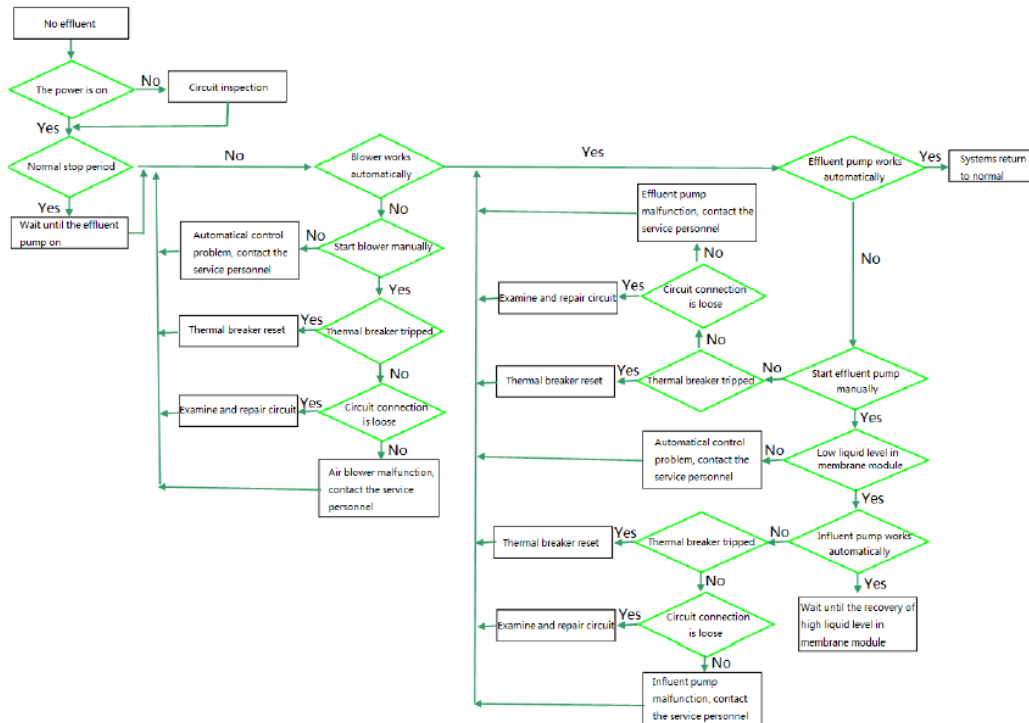 No effluent
The power is on
No
Circuit inspection
Yes
Normal stop period
No
Blower works
automatically
Yes
Effluent pump works
automatically
Yes
Systems return
to normal
Yes
Wait until the effluent
pump on
No
Automatical control
problem, contact the
service personnel
No
Start blower manually
Yes
Thermal breaker reset
Yes
Thermal breaker tripped
No
Examine and repair circuit
Yes
Circuit connection
is loose
No
Air blower malfunction,
contact the service
personnel
Effluent pump
malfunction, contact the
service personnel
No
No
Examine and repair circuit
Yes
Circuit connection
is loose
No
Thermal breaker reset
Yes
Thermal breaker tripped
No
Start effluent pump
manually
Yes
Automatical control
problem, contact the
service personnel
No
Low liquid level in
membrane module
Yes
Thermal breaker reset
Yes
Thermal breaker tripped
No
Influent pump works
automatically
No
Yes
Examine and repair circuit
Yes
Circuit connection
is loose
Wait until the recovery of
high liquid level in
membrane module
No
Influent pump
malfunction, contact
the service personnel